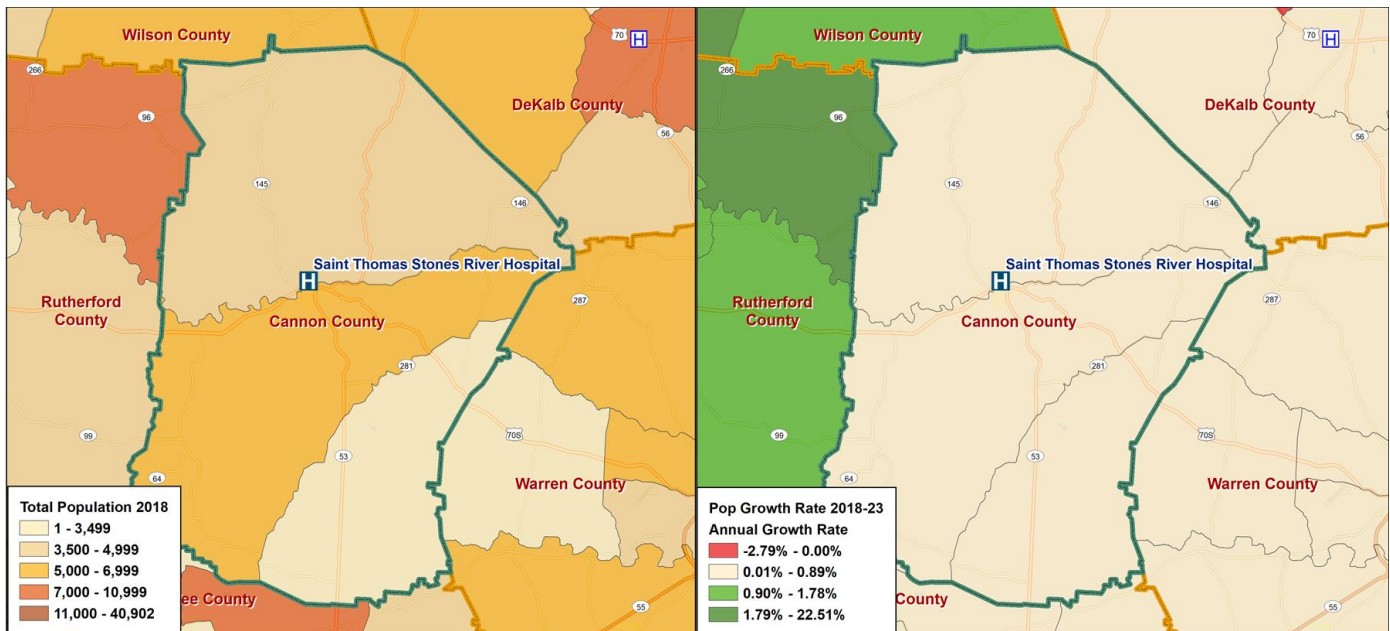 Wilson County
70
H
266
DeKalb County
96
56
145
146
Saint Thomas Stones River Hospital
H
Rutherford
County
287
Cannon County
281
99
70S
53
64
Warren County
Total Population 2018
1 - 3,499
3,500 - 4,999
5,000 - 6,999
7,000 - 10,999
11,000 - 40,902
ee County
55
Wilson County
70
H
266
DeKalb County
96
56
145
146
Saint Thomas Stones River Hospital
H
Rutherford
County
287
Cannon County
281
99
70S
53
64
Warren County
Pop Growth Rate 2018-23
Annual Growth Rate
-2.79% - 0.00%
0.01% - 0.89%
0.90% - 1.78%
1.79% - 22.51%
County
55